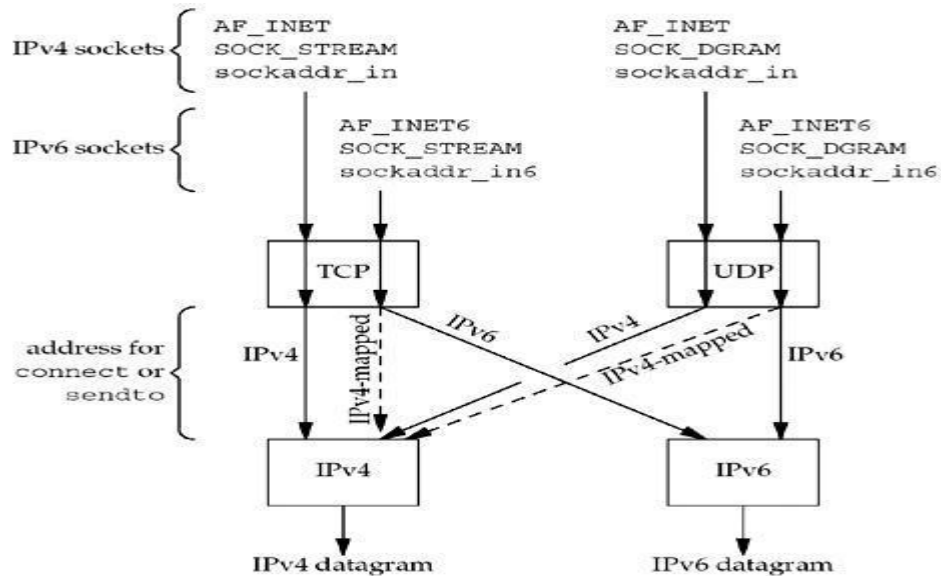 IPv4 sockets
AF_INET
SOCK_STREAM
sockaddr_in
AF_INET
SOCK_DGRAM
sockaddr_in
IPv6 sockets
AF_INET6
SOCK_STREAM
sockaddr_in6
AF_INET6
SOCK_DGRAM
sockaddr_in6
TCP
UDP
address for
connect or
sendto
IPv4
IPv4-mapped
IPv6
IPv4
IPv4-mapped
IPv6
IPv4
IPv6
IPv4 datagram
IPv6 datagram